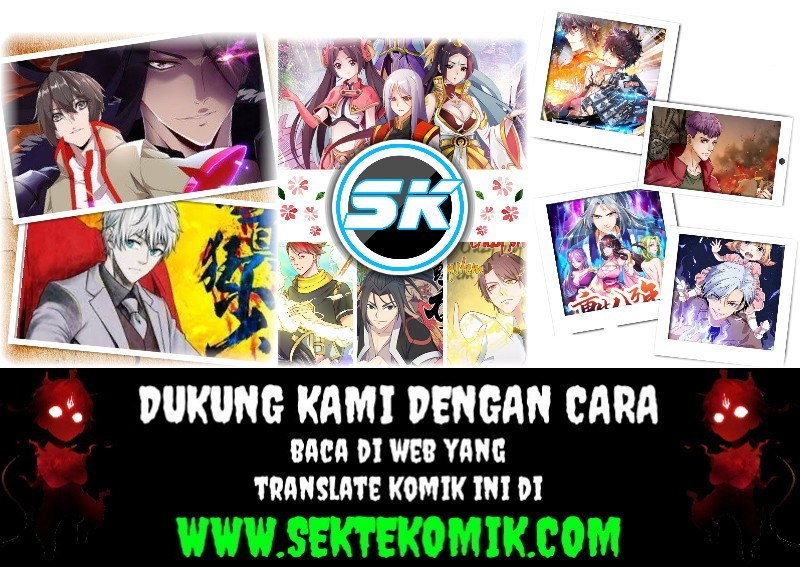 SK
DUKUNG KAMI DENGAN CARA
BACA DI WEB YANG
TRANSLATE KOMIK INI DI
WWW.SEKTEKOMIK.COM